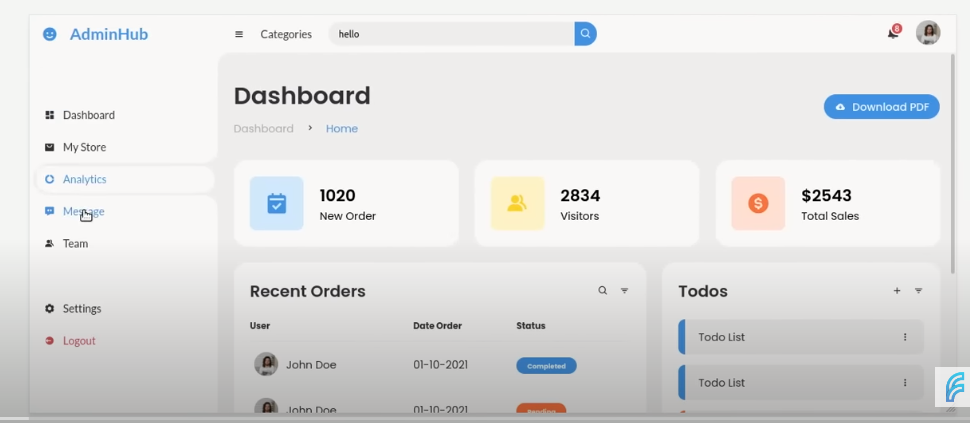 AdminHub
Categories
hello
8
Dashboard
My Store
Analytics
Message
Team
Settings
Logout
Dashboard
Dashboard > Home
Download PDF
1020
New Order
2834
Visitors
$2543
Total Sales
Recent Orders
User Date Order Status
John Doe 01-10-2021 Completed
John Doe 01-10-2021 Pending
Todos
Todo List
Todo List